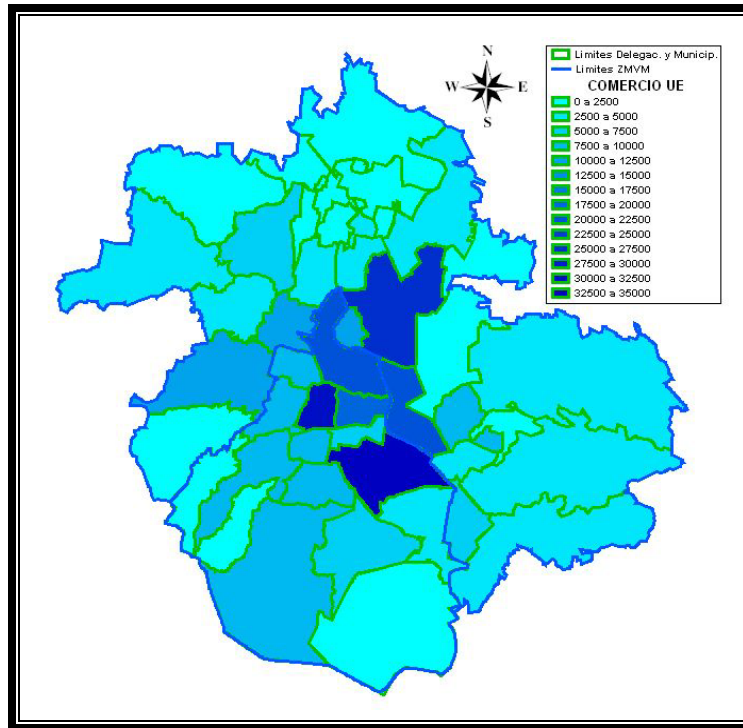 N
W E
S
Limites Delegac. y Municip.
Limites ZMVM
COMERCIO UE
0 a 2500
2500 a 5000
5000 a 7500
7500 a 10000
10000 a 12500
12500 a 15000
15000 a 17500
17500 a 20000
20000 a 22500
22500 a 25000
25000 a 27500
27500 a 30000
30000 a 32500
32500 a 35000